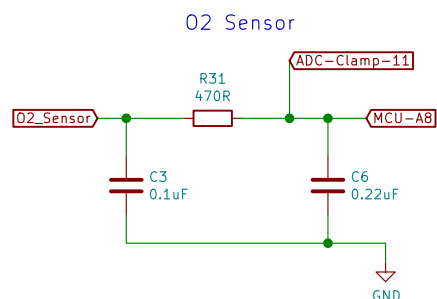 O2 Sensor
ADC-Clamp-11
R31
470R
O2_Sensor
MCU-A8
C3
0.1uF
C6
0.22uF
GND